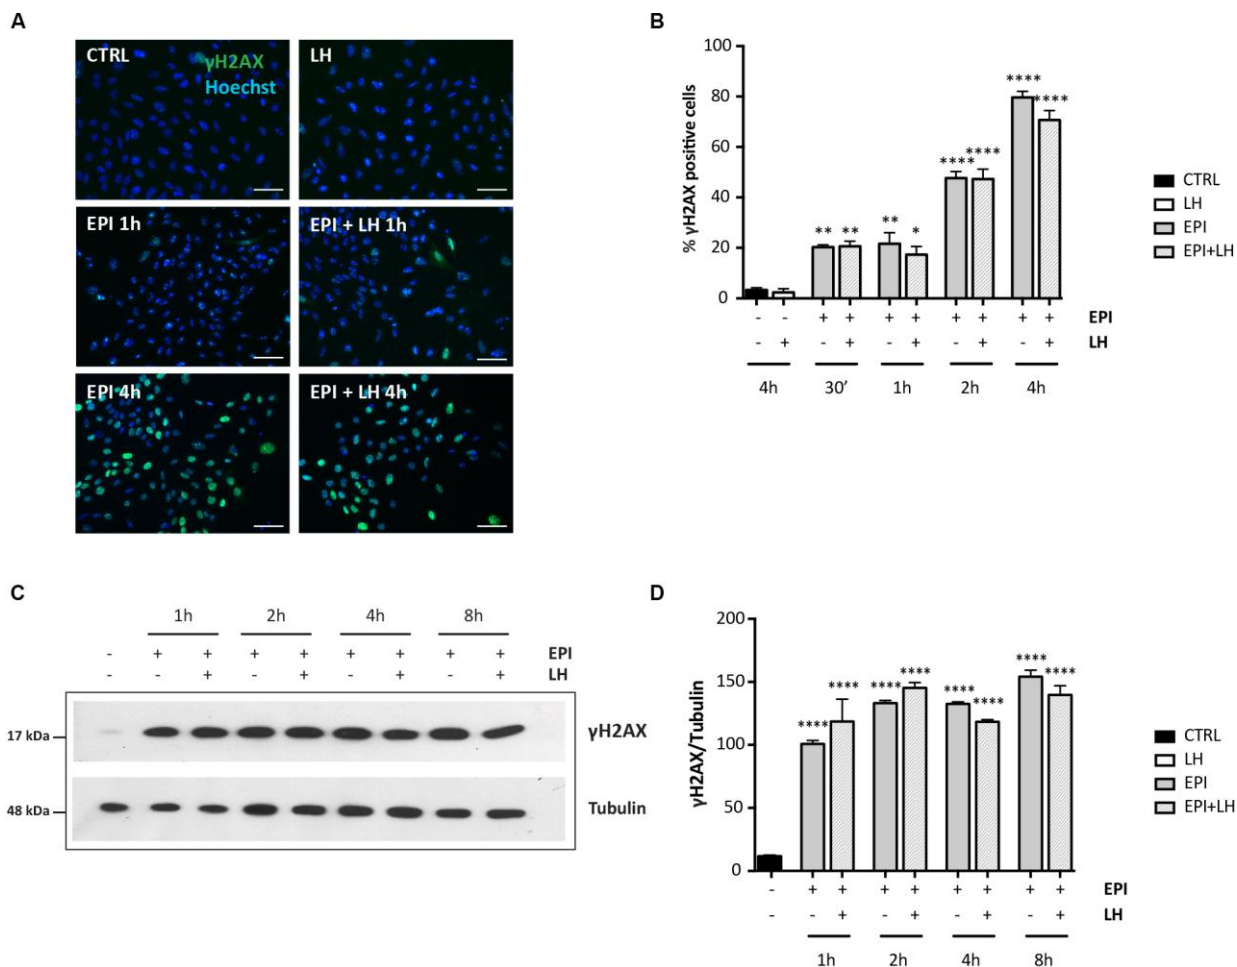 A
CTRL
γH2AX
Hoechst
LH
EPI 1h
EPI + LH 1h
EPI 4h
EPI + LH 4h
B
% γH2AX positive cells
100
80
60
40
20
0
** ** ** * **** **** **** ****
- - + + + + + + + + EPI
- + - + - + - + - + LH
4h 30' 1h 2h 4h
CTRL
LH
EPI
EPI+LH
C
1h 2h 4h 8h
- + + + + + + + + EPI
- - + - + - + - + LH
17 kDa
γH2AX
48 kDa
Tubulin
D
γH2AX/Tubulin
200
150
100
50
0
**** **** **** **** **** **** **** ****
- + + + + + + + + EPI
- - + - + - + - + LH
1h 2h 4h 8h
CTRL
LH
EPI
EPI+LH